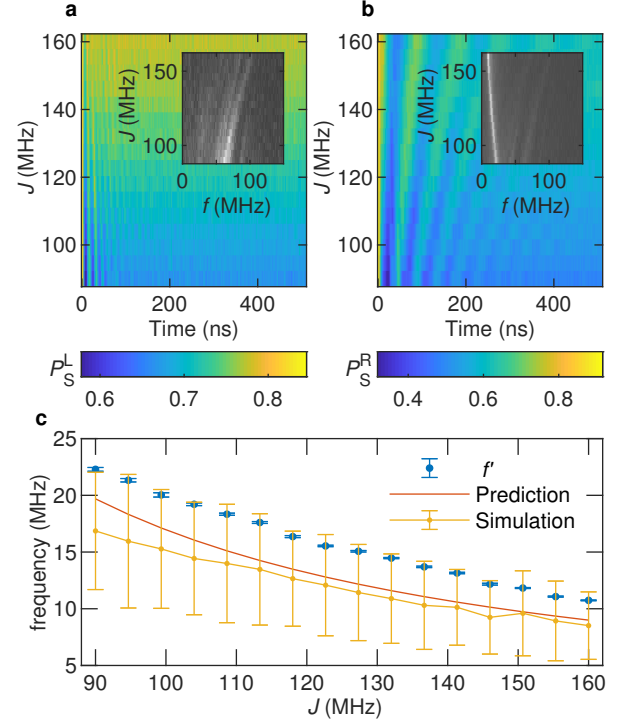 a
b
160
140
120
100
J (MHz)
150
100
J (MHz)
0
100
f (MHz)
0
200
400
Time (ns)
160
140
120
100
J (MHz)
150
100
J (MHz)
0
100
f (MHz)
0
200
400
Time (ns)
P_S^L
0.6
0.7
0.8
P_S^R
0.4
0.6
0.8
c
25
20
15
10
5
frequency (MHz)
f'
Prediction
Simulation
90
100
110
120
130
140
150
160
J (MHz)